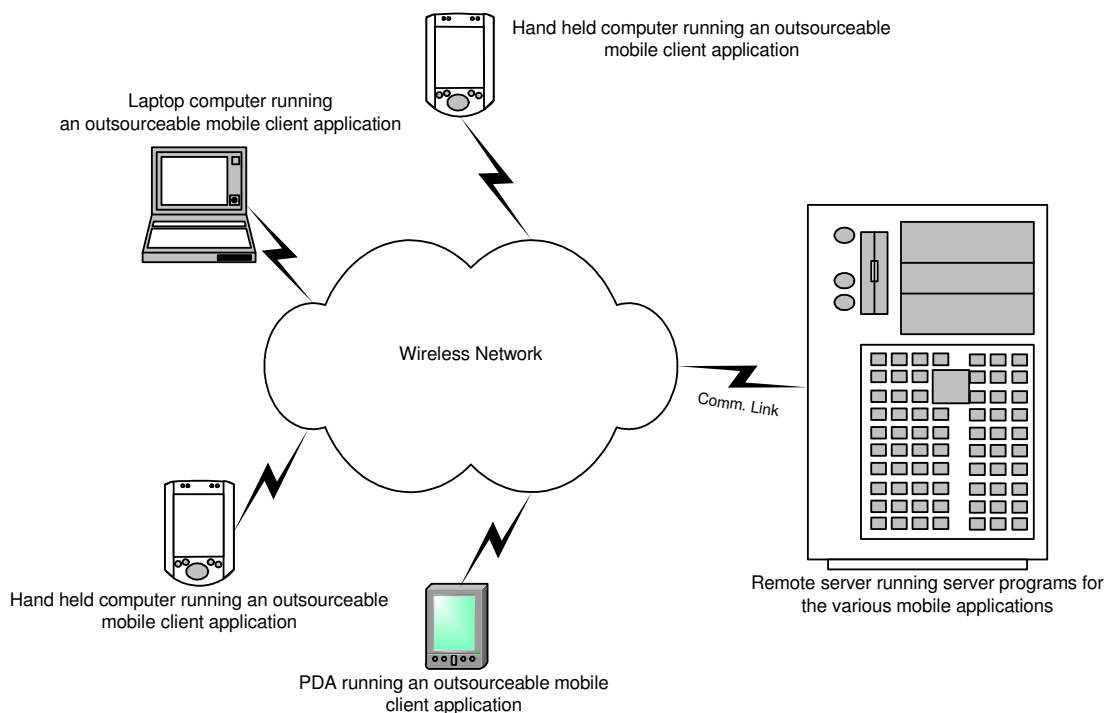 Hand held computer running an outsourceable
mobile client application
Laptop computer running
an outsourceable mobile client application
Wireless Network
Comm. Link
Hand held computer running an outsourceable
mobile client application
Remote server running server programs for
the various mobile applications
PDA running an outsourceable mobile
client application